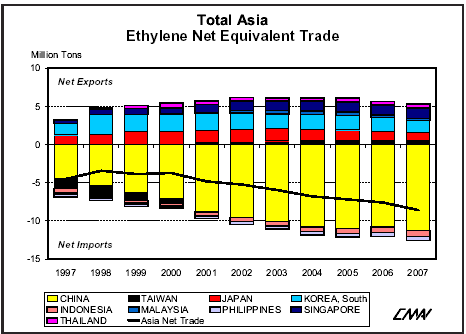 Total Asia
Ethylene Net Equivalent Trade
Million Tons
10
Net Exports
5
0
-5
-10
Net Imports
-15
1997 1998 1999 2000 2001 2002 2003 2004 2005 2006 2007
CHINA TAIWAN JAPAN KOREA, South
INDONESIA MALAYSIA PHILIPPINES SINGAPORE
THAILAND Asia Net Trade
CMAI